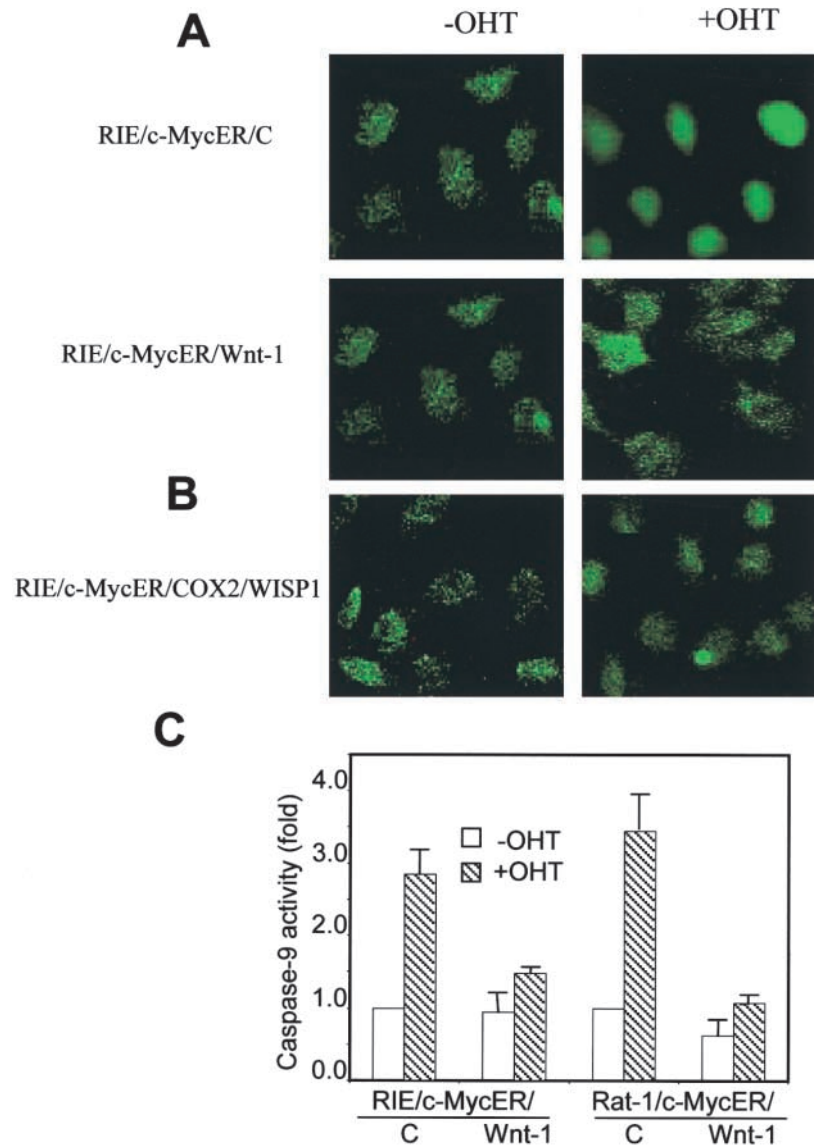 A
-OHT
+OHT
RIE/c-MycER/C
RIE/c-MycER/Wnt-1
B
RIE/c-MycER/COX2/WISP1
C
Caspase-9 activity (fold)
4.0
3.0
2.0
1.0
0.0
-OHT
+OHT
RIE/c-MycER/
Rat-1/c-MycER/
C
Wnt-1
C
Wnt-1